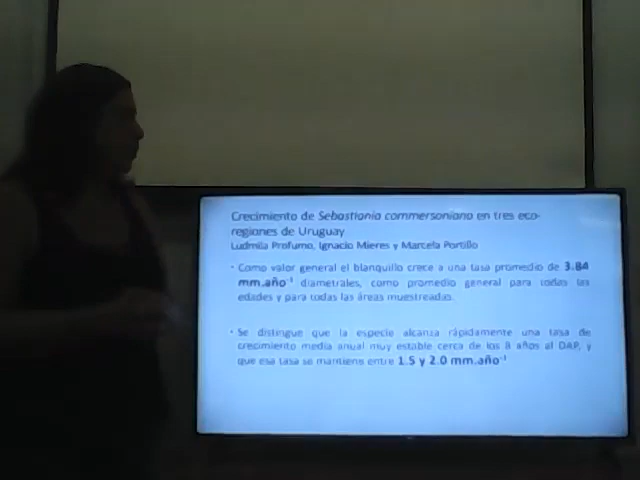 Crecimiento de Sebastiania commersoniana en tres eco-
regiones de Uruguay
Ludmila Profumo, Ignacio Mieres y Marcela Portillo
• Como valor general el blanquillo crece a una tasa promedio de 3.84
mm.año⁻¹ diametrales, como promedio general para todas las
edades y para todas las áreas muestreadas.
• Se distingue que la especie alcanza rápidamente una tasa de
crecimiento media anual muy estable cerca de los 8 años al DAP, y
que esa tasa se mantiene entre 1.5 y 2.0 mm.año⁻¹